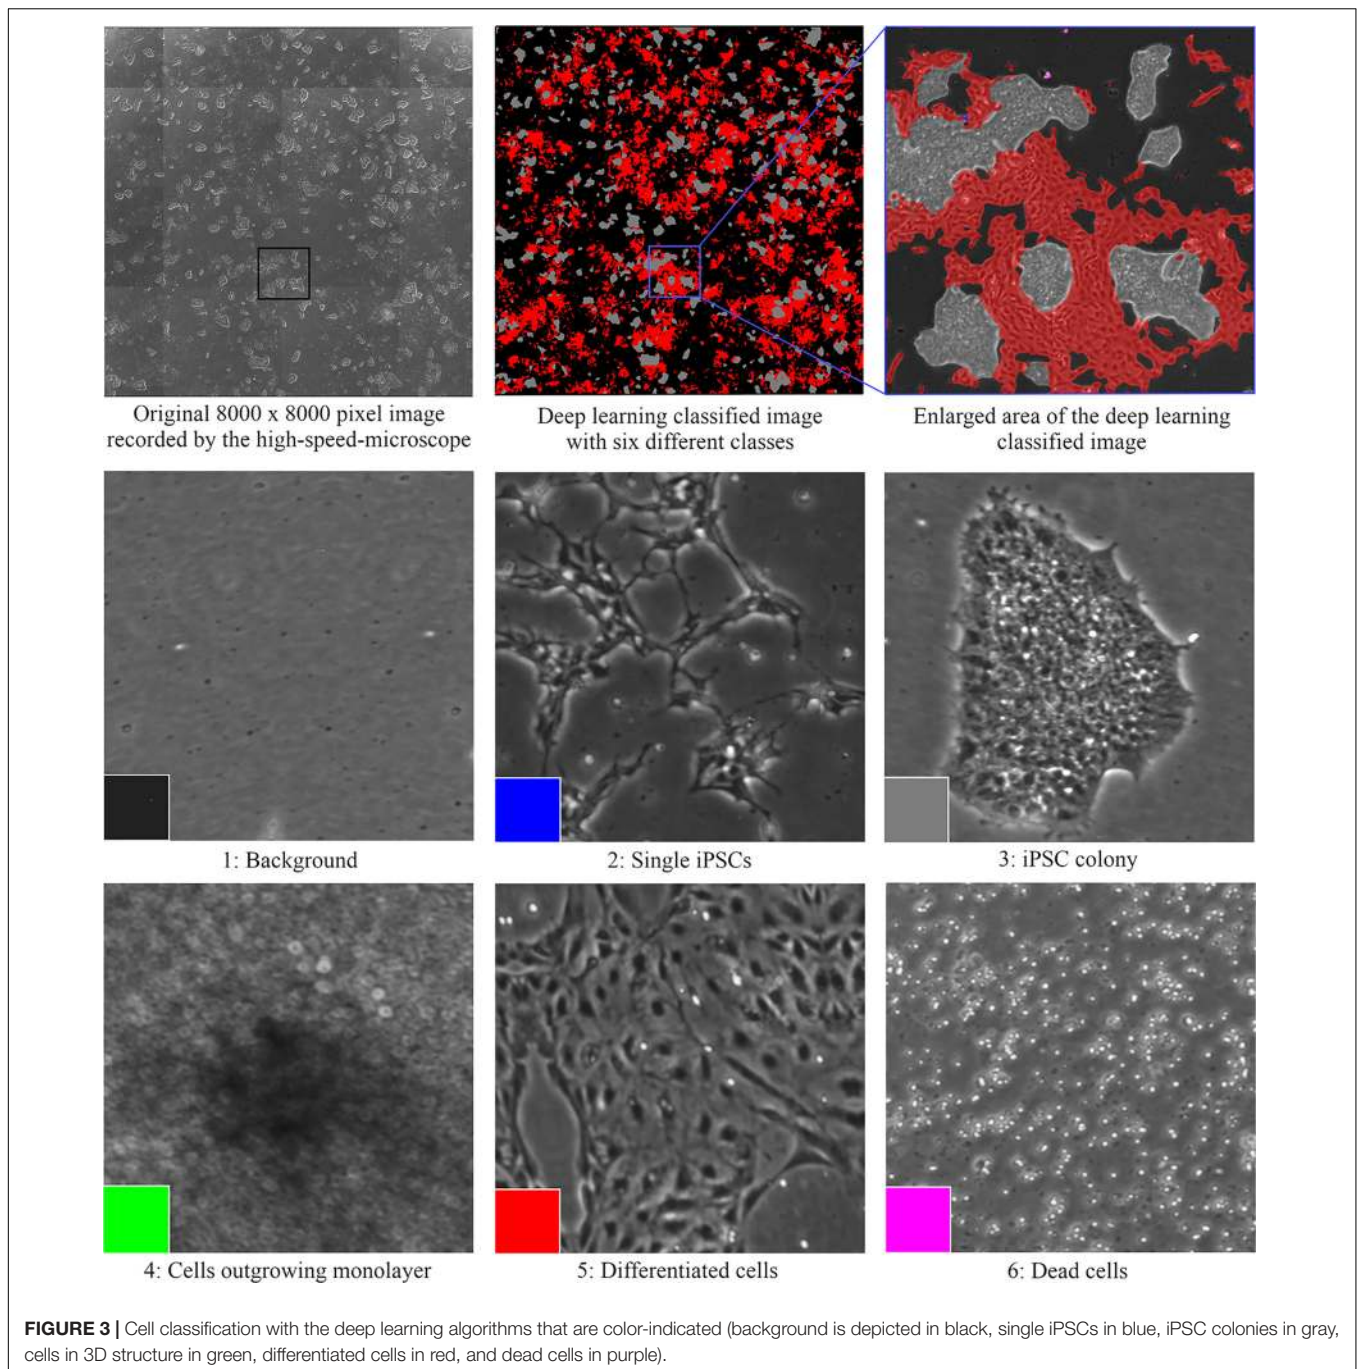 Original 8000 x 8000 pixel image
recorded by the high-speed-microscope
Deep learning classified image
with six different classes
Enlarged area of the deep learning
classified image
1: Background
2: Single iPSCs
3: iPSC colony
4: Cells outgrowing monolayer
5: Differentiated cells
6: Dead cells
FIGURE 3 | Cell classification with the deep learning algorithms that are color-indicated (background is depicted in black, single iPSCs in blue, iPSC colonies in gray,
cells in 3D structure in green, differentiated cells in red, and dead cells in purple).